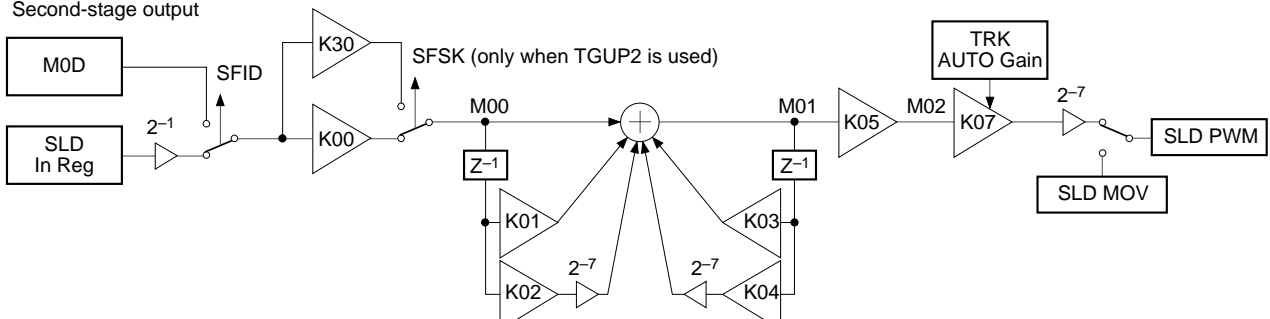 Second-stage output
M0D
SFID
K30
SFSK (only when TGUP2 is used)
TRK
AUTO Gain
SLD
In Reg
2–1
K00
M00
M01
K05
M02
K07
2–7
SLD PWM
SLD MOV
Z–1
Z–1
K01
K03
K02
2–7
2–7
K04